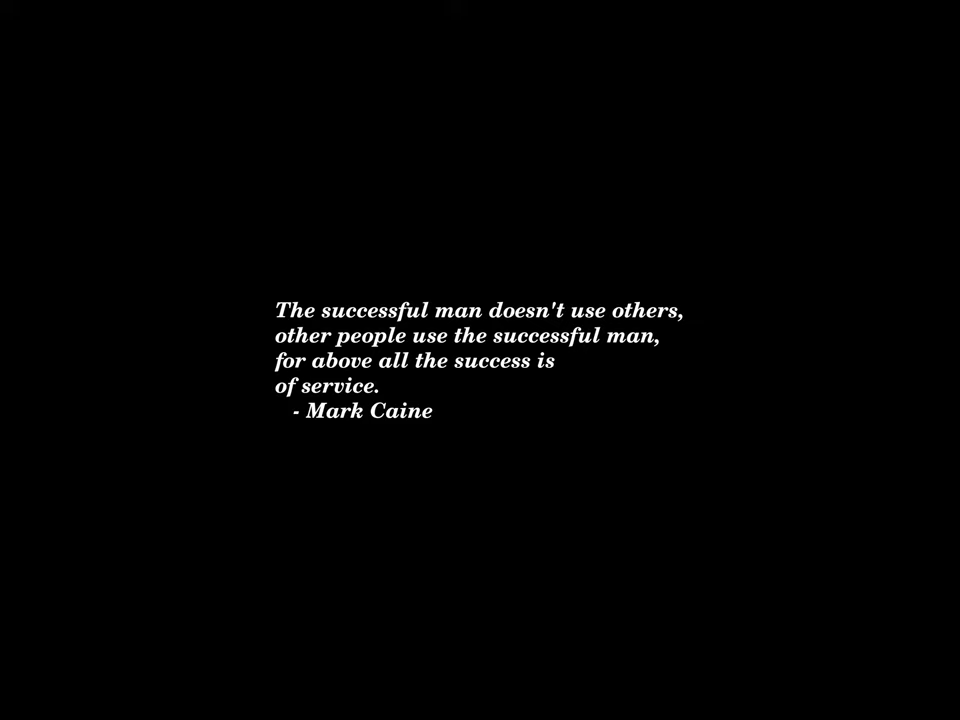 The successful man doesn't use others,
other people use the successful man,
for above all the success is
of service.
- Mark Caine